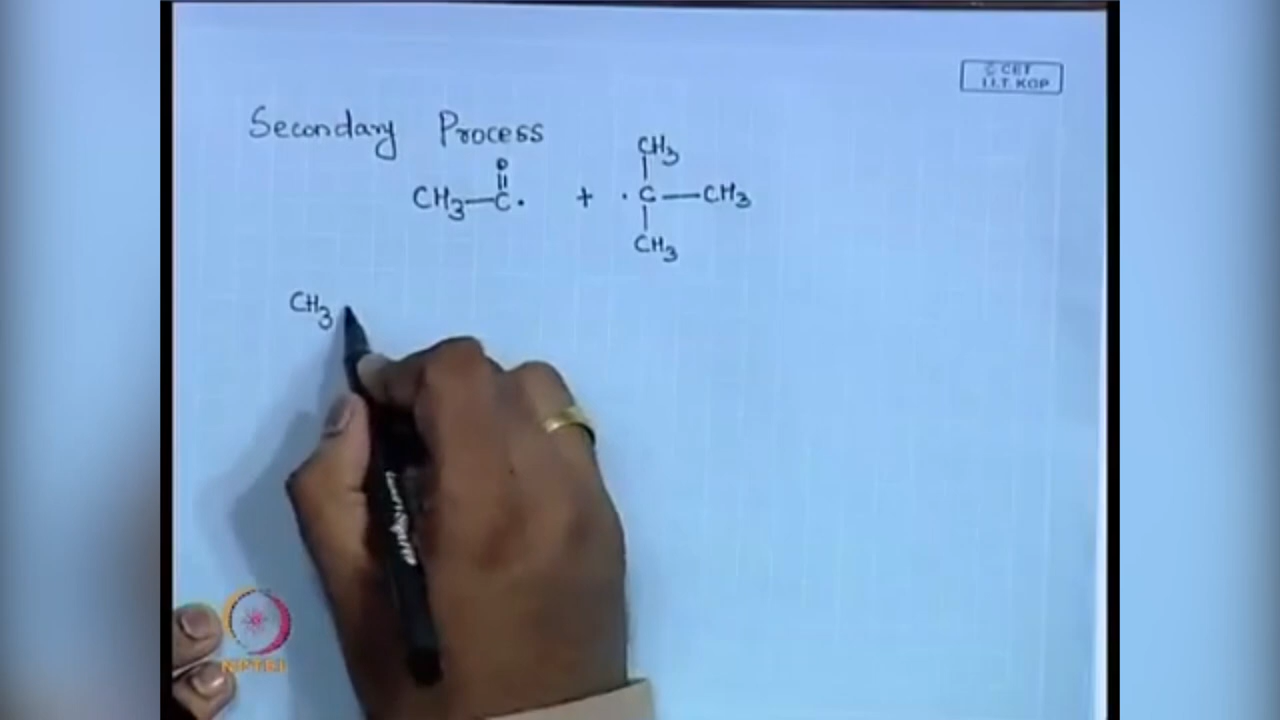 © CET
I.I.T. KGP
Secondary Process
O
CH3
||
|
CH3—C· + ·C—CH3
|
CH3
CH3
NPTEL